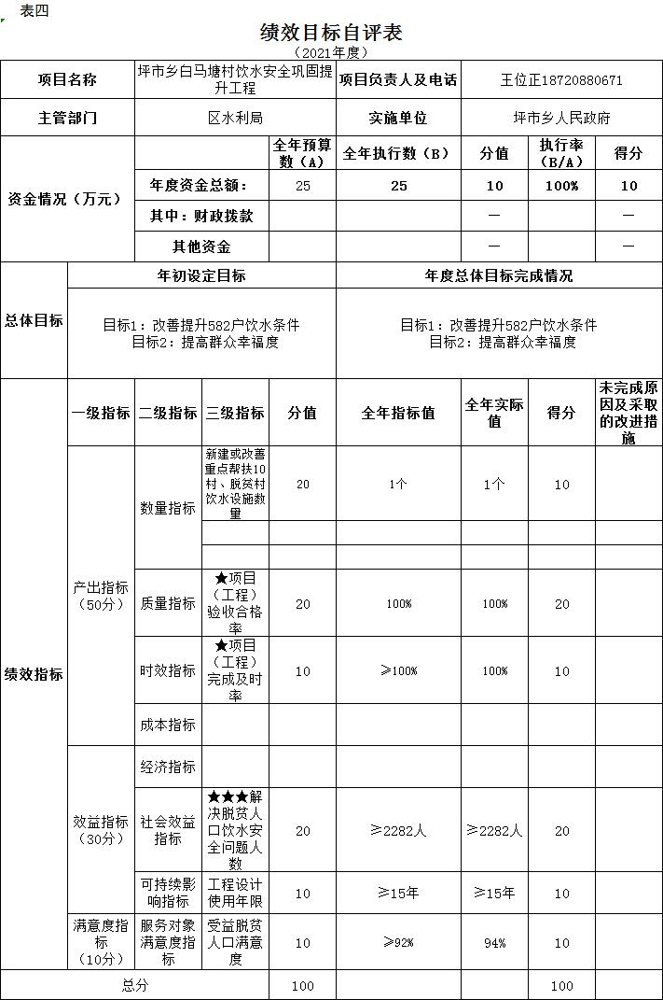 表四
绩效目标自评表
（2021年度）
项目名称
坪市乡白马塘村饮水安全巩固提
升工程
项目负责人及电话
王位正18720880671
主管部门
区水利局
实施单位
坪市乡人民政府
资金情况（万元）
全年预算
数（A）
全年执行数（B）
分值
执行率
（B/A）
得分
年度资金总额：
25
25
10
100%
10
其中：财政拨款
—
—
其他资金
—
—
总体目标
年初设定目标
年度总体目标完成情况
目标1：改善提升582户饮水条件
目标2：提高群众幸福度
目标1：改善提升582户饮水条件
目标2：提高群众幸福度
绩效指标
一级指标
二级指标
三级指标
分值
全年指标值
全年实际
值
得分
未完成原
因及采取
的改进措
施
产出指标
（50分）
数量指标
新建或改善
重点帮扶10
村、脱贫村
饮水设施数
量
20
1个
1个
10
质量指标
★项目
（工程）
验收合格
率
20
100%
100%
20
时效指标
★项目
（工程）
完成及时
率
10
≥100%
100%
10
成本指标
效益指标
（30分）
经济指标
社会效益
指标
★★★解
决脱贫人
口饮水安
全问题人
数
20
≥2282人
≥2282人
20
可持续影
响指标
工程设计
使用年限
10
≥15年
≥15年
10
满意度指
标
（10分）
服务对象
满意度指
标
受益脱贫
人口满意
度
10
≥92%
94%
10
总分
100
100